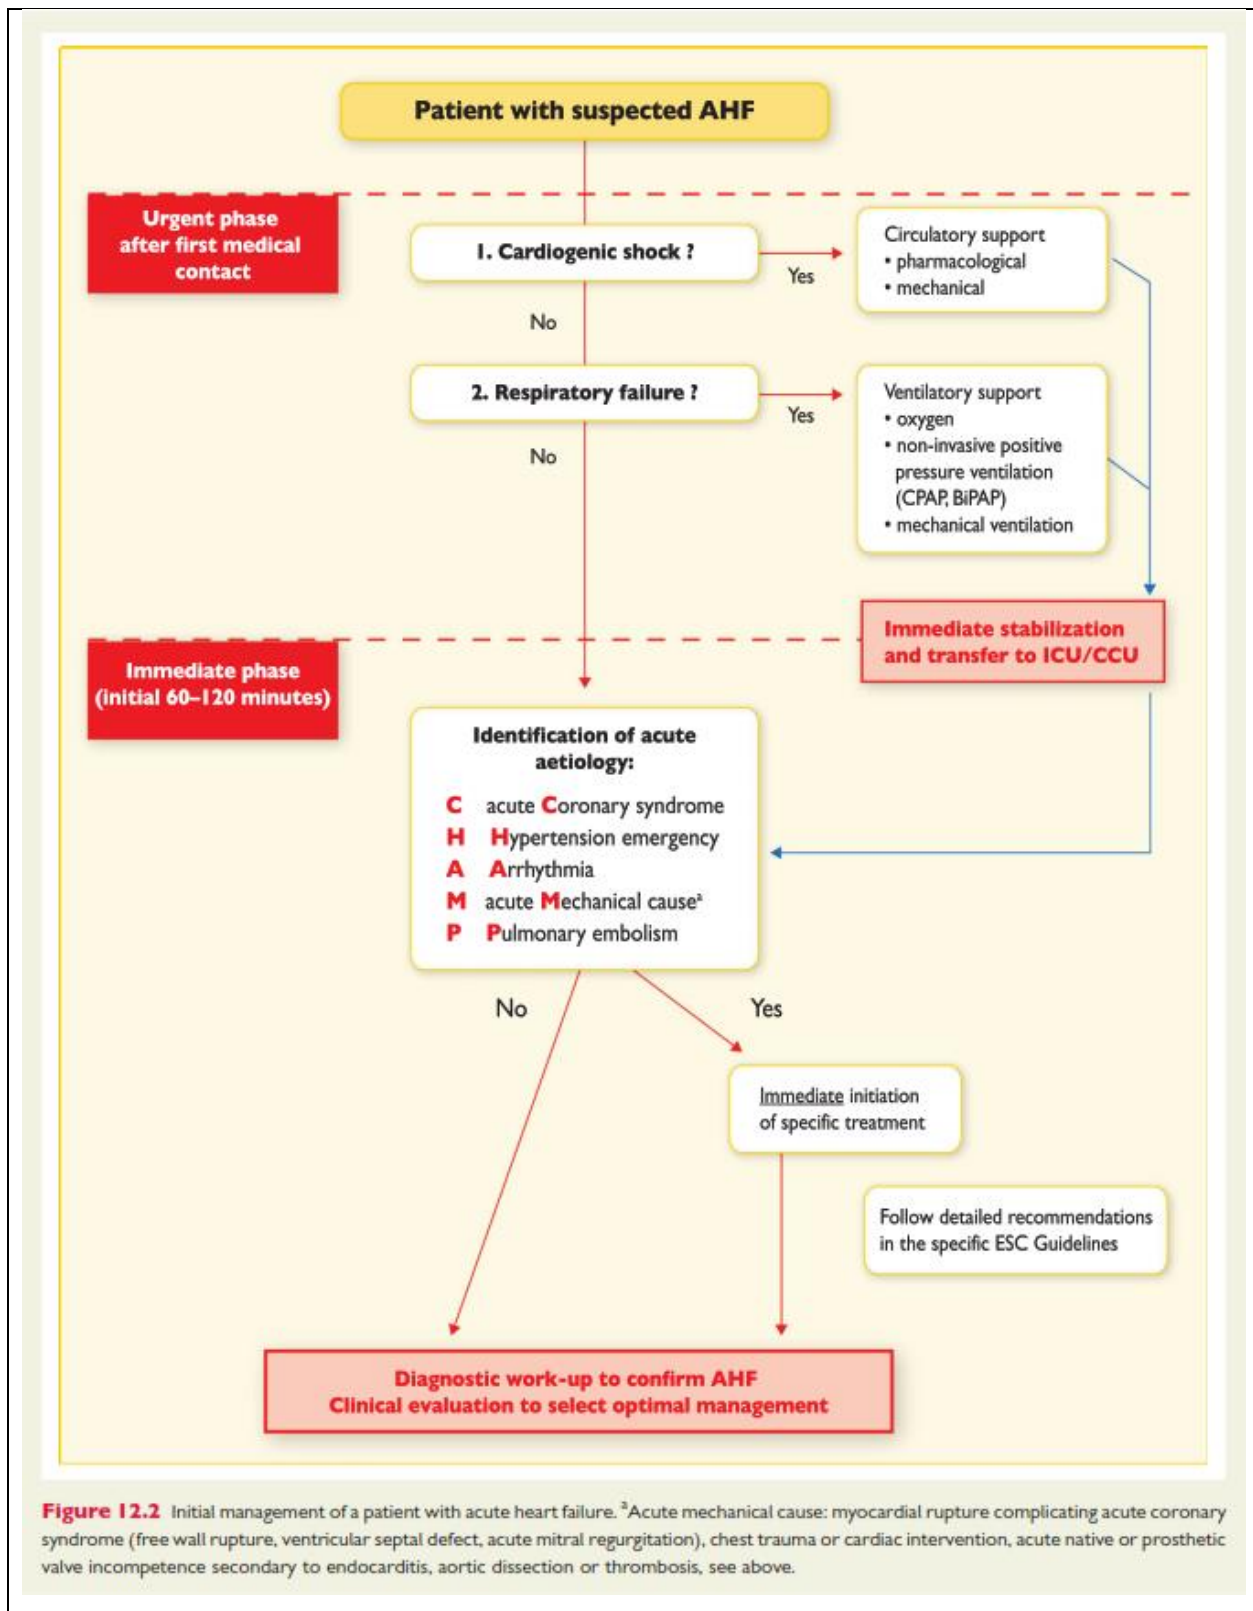 Patient with suspected AHF
Urgent phase
after first medical
contact
1. Cardiogenic shock ?
Yes
Circulatory support
• pharmacological
• mechanical
No
2. Respiratory failure ?
Yes
Ventilatory support
• oxygen
• non-invasive positive
pressure ventilation
(CPAP, BiPAP)
• mechanical ventilation
No
Immediate stabilization
and transfer to ICU/CCU
Immediate phase
(initial 60–120 minutes)
Identification of acute
aetiology:
C acute Coronary syndrome
H Hypertension emergency
A Arrhythmia
M acute Mechanical causeᵃ
P Pulmonary embolism
No
Yes
Immediate initiation
of specific treatment
Follow detailed recommendations
in the specific ESC Guidelines
Diagnostic work-up to confirm AHF
Clinical evaluation to select optimal management
Figure 12.2 Initial management of a patient with acute heart failure. ᵃAcute mechanical cause: myocardial rupture complicating acute coronary
syndrome (free wall rupture, ventricular septal defect, acute mitral regurgitation), chest trauma or cardiac intervention, acute native or prosthetic
valve incompetence secondary to endocarditis, aortic dissection or thrombosis, see above.